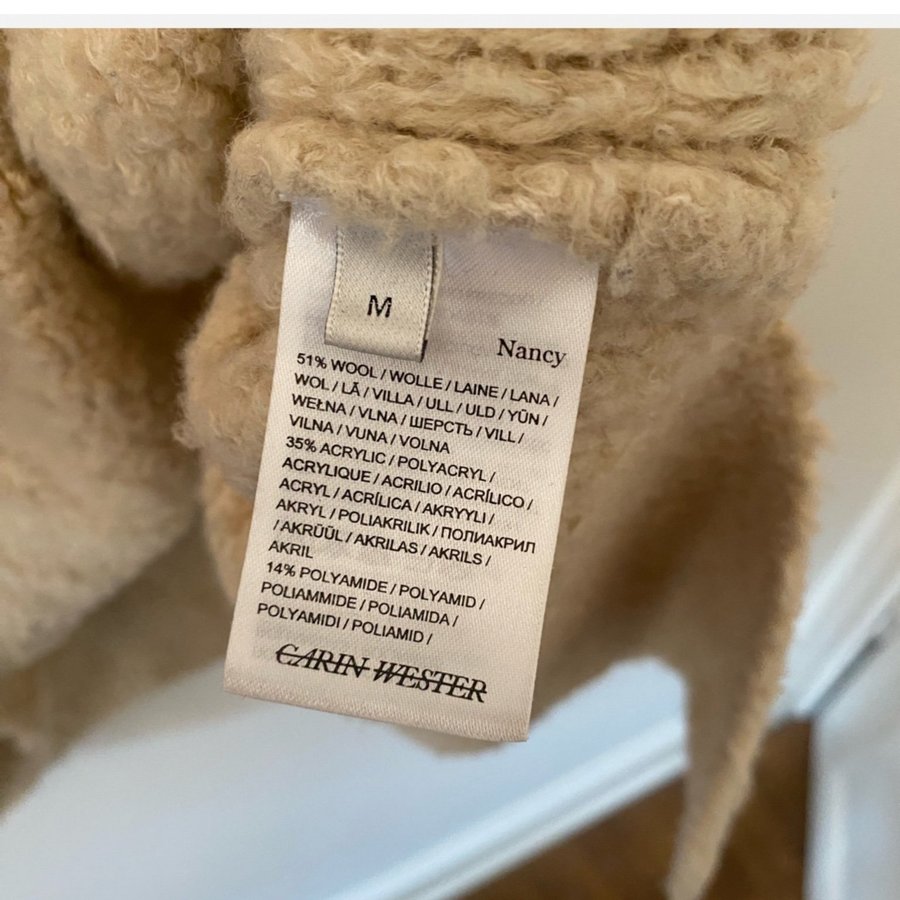 M
Nancy
51% WOOL / WOLLE / LAINE / LANA /
WOL / LÃ / VILLA / ULL / ULD / YÜN /
WEŁNA / VLNA / ШЕРСТЬ / VILL /
VILNA / VUNA / VOLNA
35% ACRYLIC / POLYACRYL /
ACRYLIQUE / ACRILIO / ACRÍLICO /
ACRYL / ACRÍLICA / AKRYYLI /
AKRYL / POLIAKRILIK / ПОЛИАКРИЛ
/ AKRÜÜL / AKRILAS / AKRILS /
AKRIL
14% POLYAMIDE / POLYAMID /
POLIAMMIDE / POLIAMIDA /
POLYAMIDI / POLIAMID /
CARIN WESTER